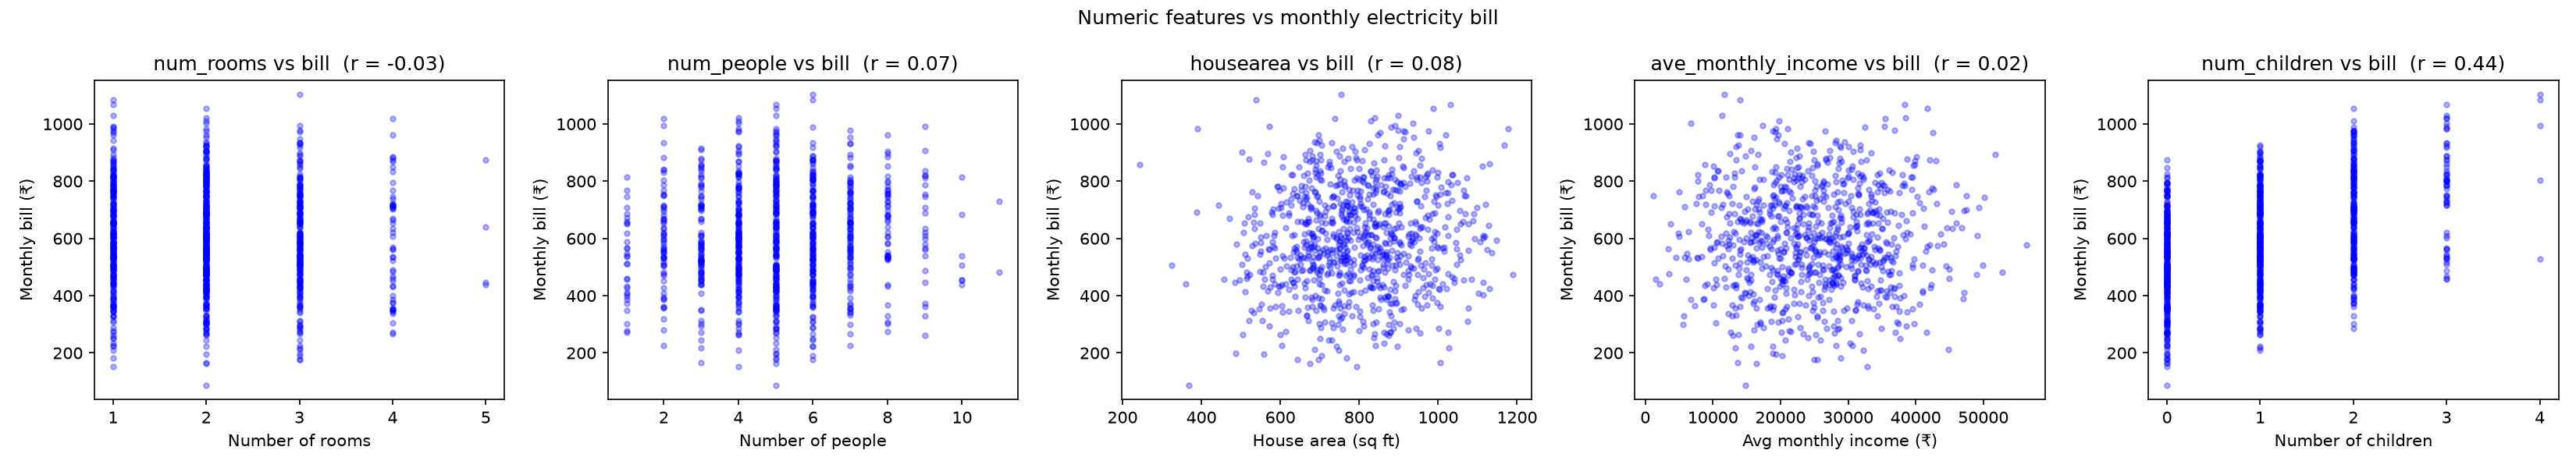 Numeric features vs monthly electricity bill
num_rooms vs bill (r = -0.03)
Monthly bill (₹)
1000
800
600
400
200
1 2 3 4 5
Number of rooms
num_people vs bill (r = 0.07)
Monthly bill (₹)
1000
800
600
400
200
2 4 6 8 10
Number of people
housearea vs bill (r = 0.08)
Monthly bill (₹)
1000
800
600
400
200
200 400 600 800 1000 1200
House area (sq ft)
ave_monthly_income vs bill (r = 0.02)
Monthly bill (₹)
1000
800
600
400
200
0 10000 20000 30000 40000 50000
Avg monthly income (₹)
num_children vs bill (r = 0.44)
Monthly bill (₹)
1000
800
600
400
200
0 1 2 3 4
Number of children